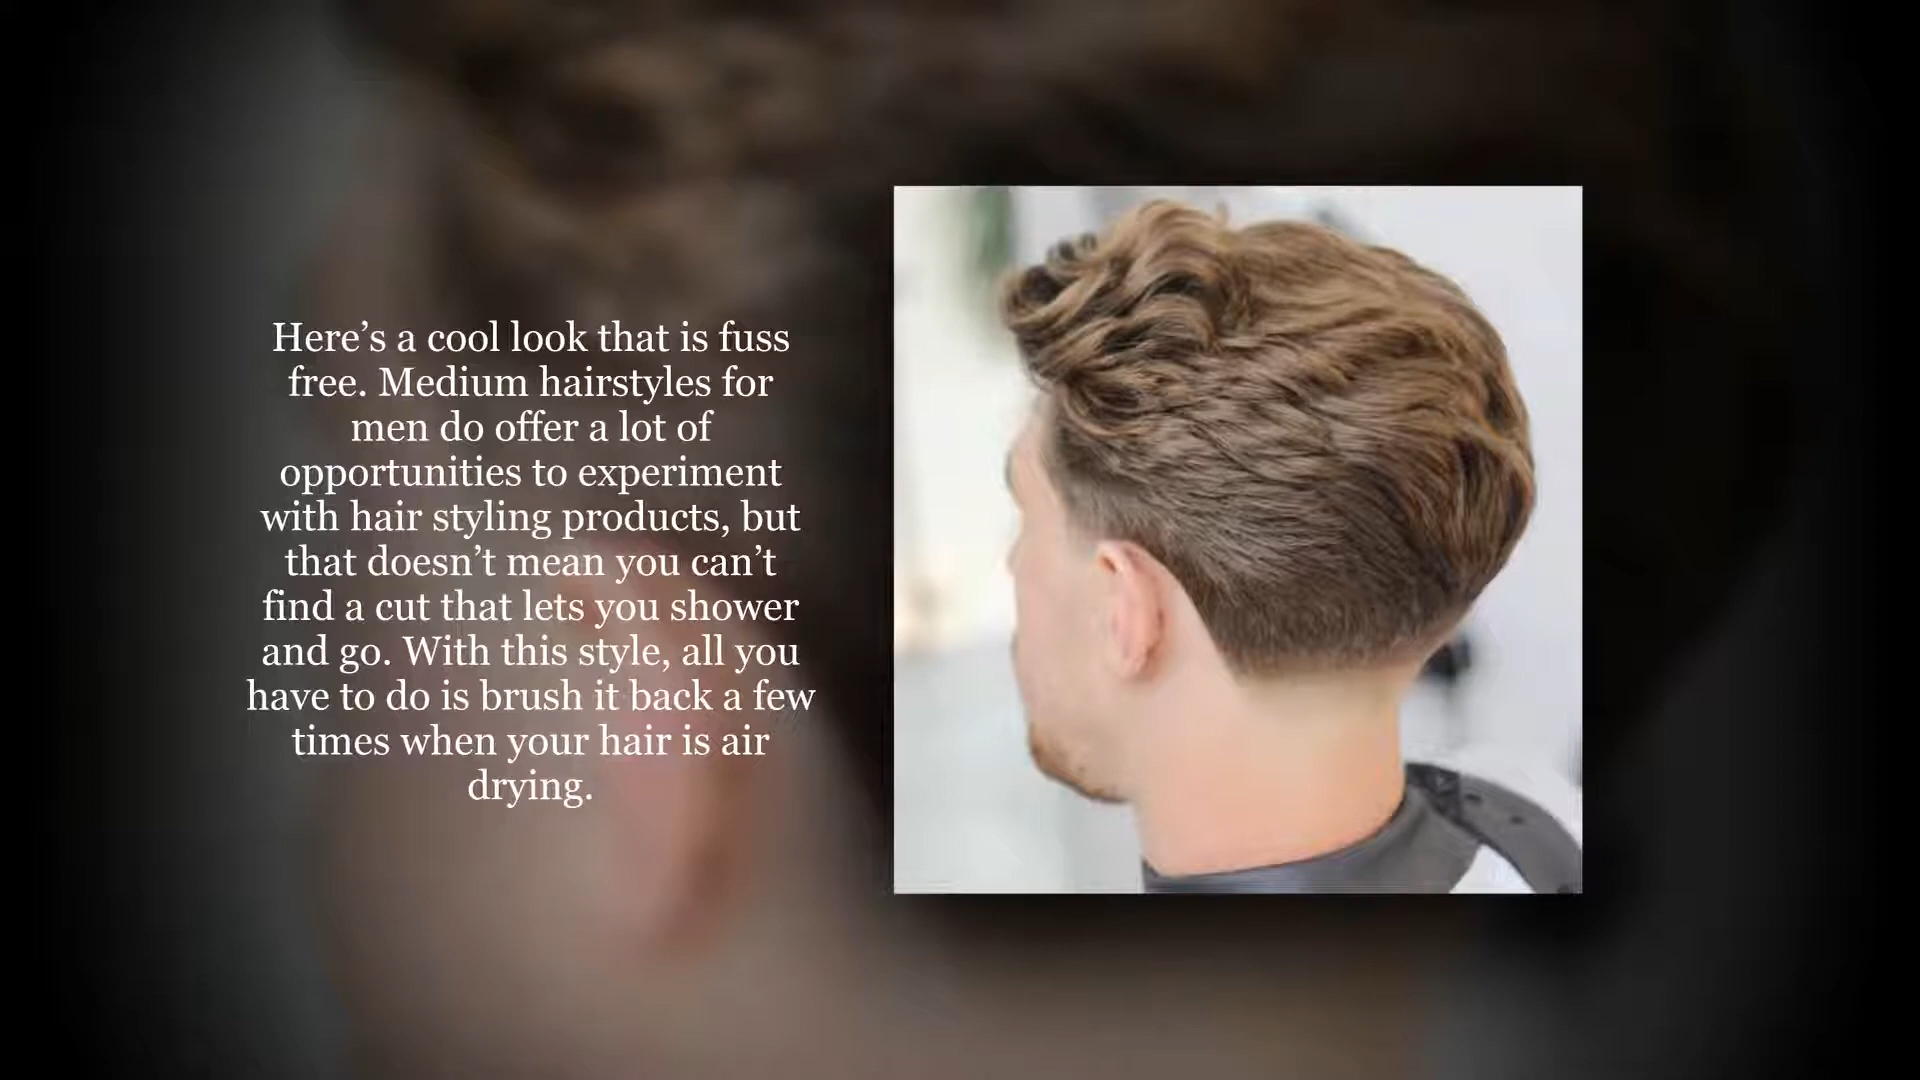 Here’s a cool look that is fuss
free. Medium hairstyles for
men do offer a lot of
opportunities to experiment
with hair styling products, but
that doesn’t mean you can’t
find a cut that lets you shower
and go. With this style, all you
have to do is brush it back a few
times when your hair is air
drying.